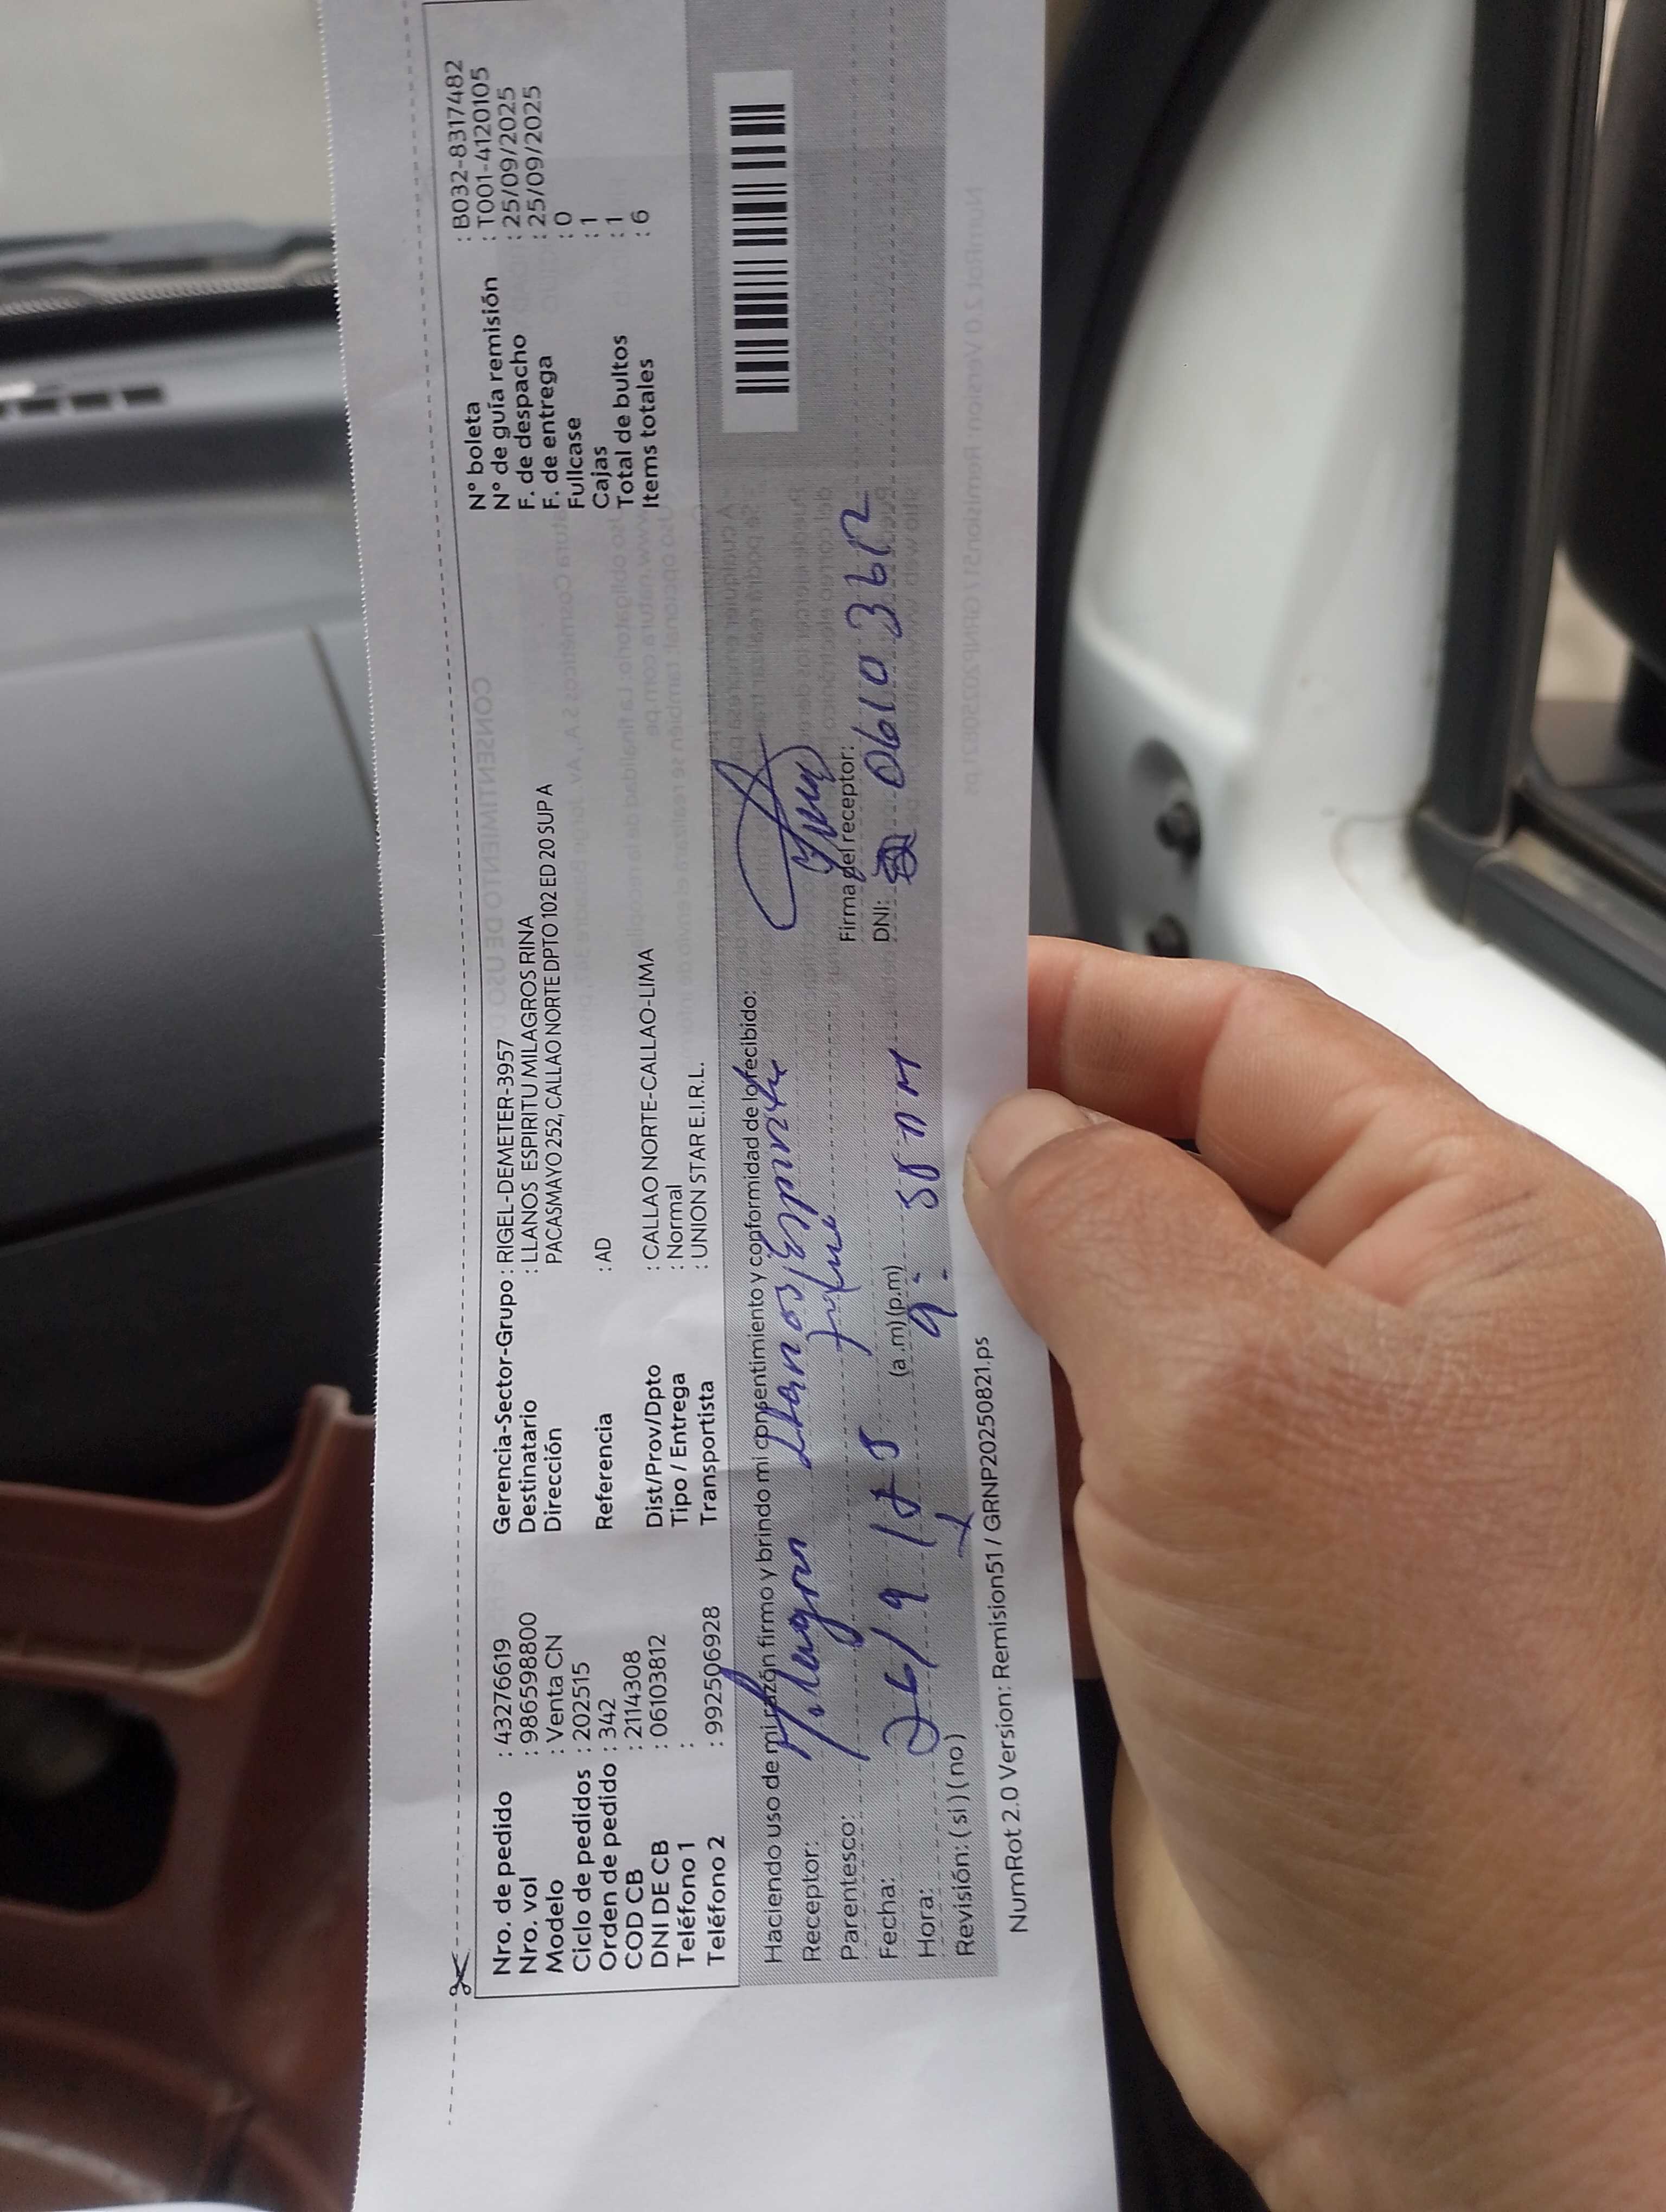 Nro. de pedido : 43276619
Nro. vol : 986598800
Modelo : Venta CN
Ciclo de pedidos : 202515
Orden de pedido : 342
COD CB : 2114308
DNI DE CB : 06103812
Teléfono 1 :
Teléfono 2 : 992506928
Gerencia-Sector-Grupo : RIGEL-DEMETER-3957
Destinatario : LLANOS ESPIRITU MILAGROS RINA
Dirección PACASMAYO 252, CALLAO NORTE DPTO 102 ED 20 SUP A
Referencia : AD
Dist/Prov/Dpto : CALLAO NORTE-CALLAO-LIMA
Tipo / Entrega : Normal
Transportista : UNION STAR E.I.R.L.
N° boleta : B032-8317482
N° de guía remisión : T001-4120105
F. de despacho : 25/09/2025
F. de entrega : 25/09/2025
Fullcase : 0
Cajas : 1
Total de bultos : 1
Items totales : 6
Haciendo uso de mi razón firmo y brindo mi consentimiento y conformidad de lo recibido:
Receptor: Milagros Llanos Espiritu
Parentesco:
Firma del receptor:
Fecha: 26/9/25
DNI:
Hora: (a.m)(p.m)
Revisión: (si) (no)
NumRot 2.0 Version: Remision51 / GRNP20250821.ps